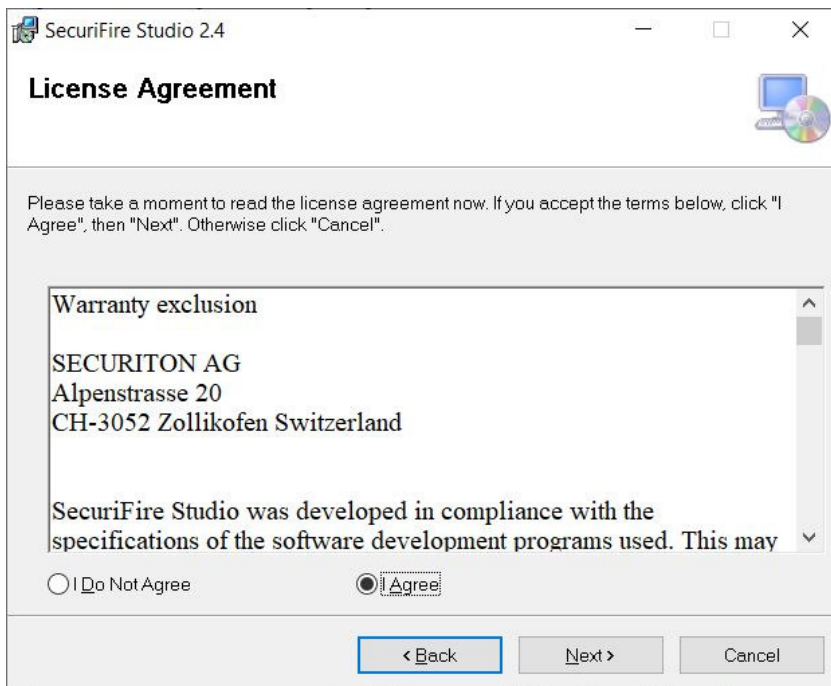 SecuriFire Studio 2.4
License Agreement
Please take a moment to read the license agreement now. If you accept the terms below, click "I
Agree", then "Next". Otherwise click "Cancel".
Warranty exclusion
SECURITON AG
Alpenstrasse 20
CH-3052 Zollikofen Switzerland
SecuriFire Studio was developed in compliance with the
specifications of the software development programs used. This may
I Do Not Agree
I Agree
< Back
Next >
Cancel